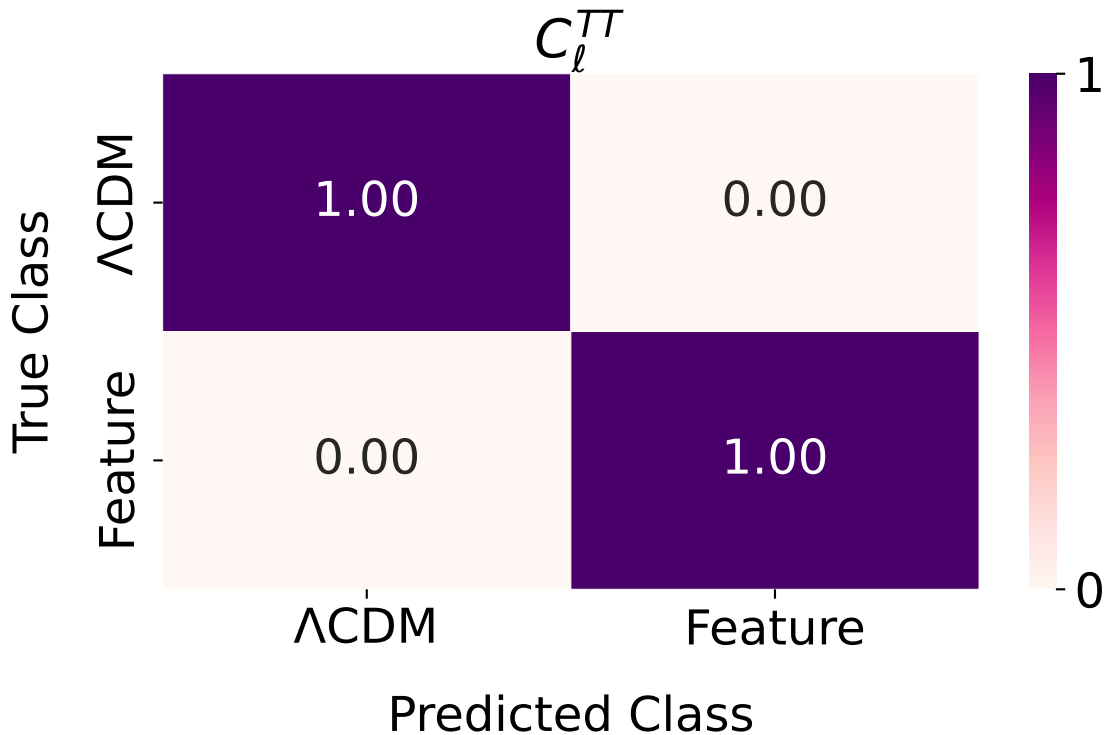 C_ℓ^{TT}
True Class
ΛCDM
Feature
1.00 0.00
0.00 1.00
1
0
ΛCDM Feature
Predicted Class